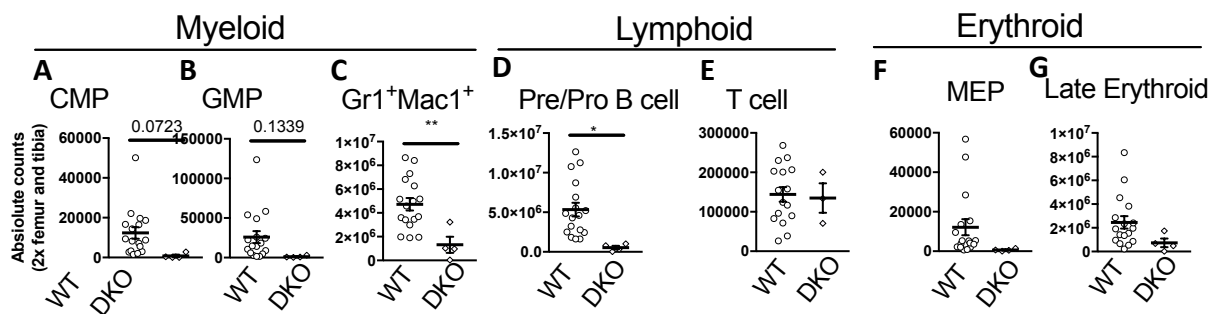 Myeloid
Lymphoid
Erythroid
A
B
C
D
E
F
G
CMP
GMP
Gr1⁺Mac1⁺
Pre/Pro B cell
T cell
MEP
Late Erythroid
Absiolute counts
(2x femur and tibia)
0.0723
60000
40000
20000
0
WT
DKO
0.1339
150000
100000
50000
0
WT
DKO
**
1×10⁷
8×10⁶
6×10⁶
4×10⁶
2×10⁶
0
WT
DKO
*
1.5×10⁷
1.0×10⁷
5.0×10⁶
0.0
WT
DKO
300000
200000
100000
0
WT
DKO
60000
40000
20000
0
WT
DKO
1×10⁷
8×10⁶
6×10⁶
4×10⁶
2×10⁶
0
WT
DKO